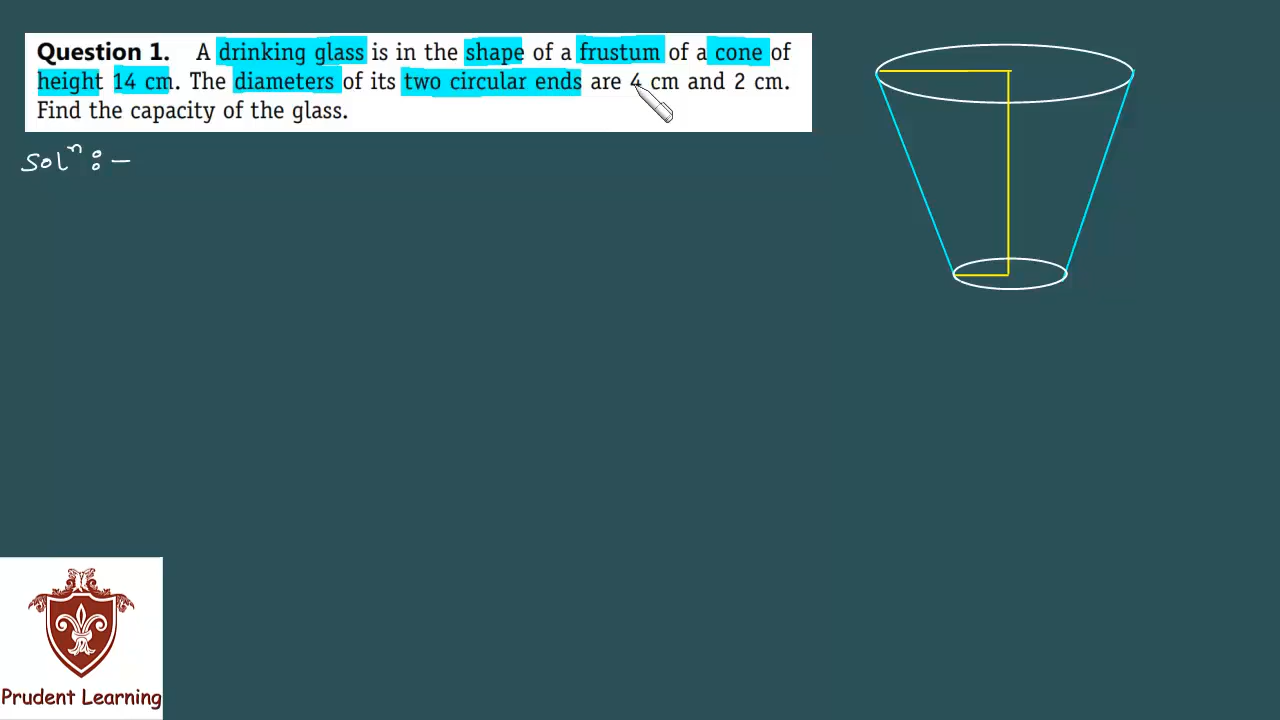 Question 1. A drinking glass is in the shape of a frustum of a cone of
height 14 cm. The diameters of its two circular ends are 4 cm and 2 cm.
Find the capacity of the glass.
Solⁿ :-
Prudent Learning